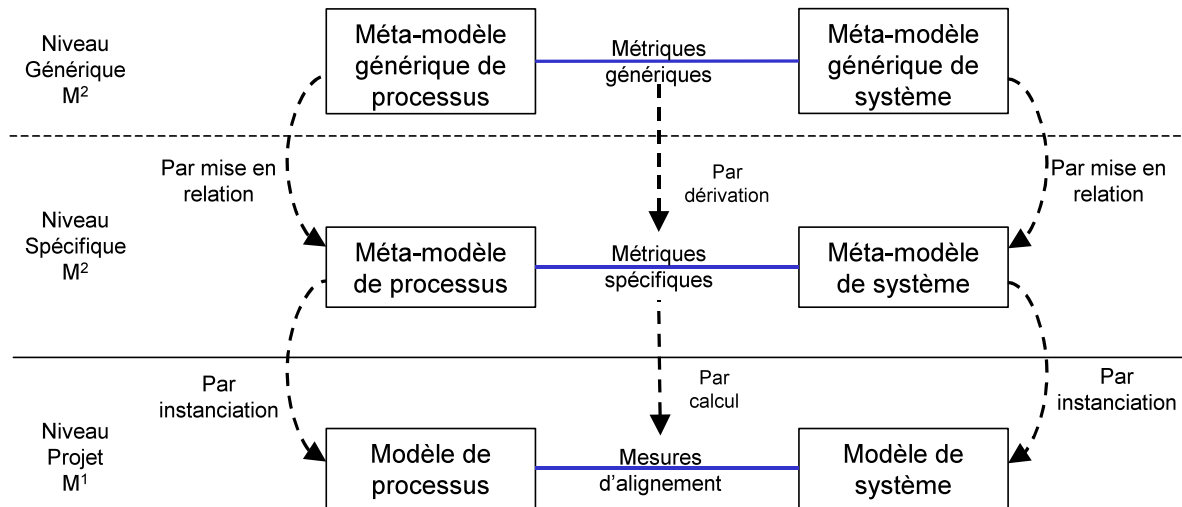 Niveau
Générique
M²
Méta-modèle
générique de
processus
Métriques
génériques
Méta-modèle
générique de
système
Par mise en
relation
Par
dérivation
Par mise en
relation
Niveau
Spécifique
M²
Méta-modèle
de processus
Métriques
spécifiques
Méta-modèle
de système
Par
instanciation
Par
calcul
Par
instanciation
Niveau
Projet
M¹
Modèle de
processus
Mesures
d'alignement
Modèle de
système